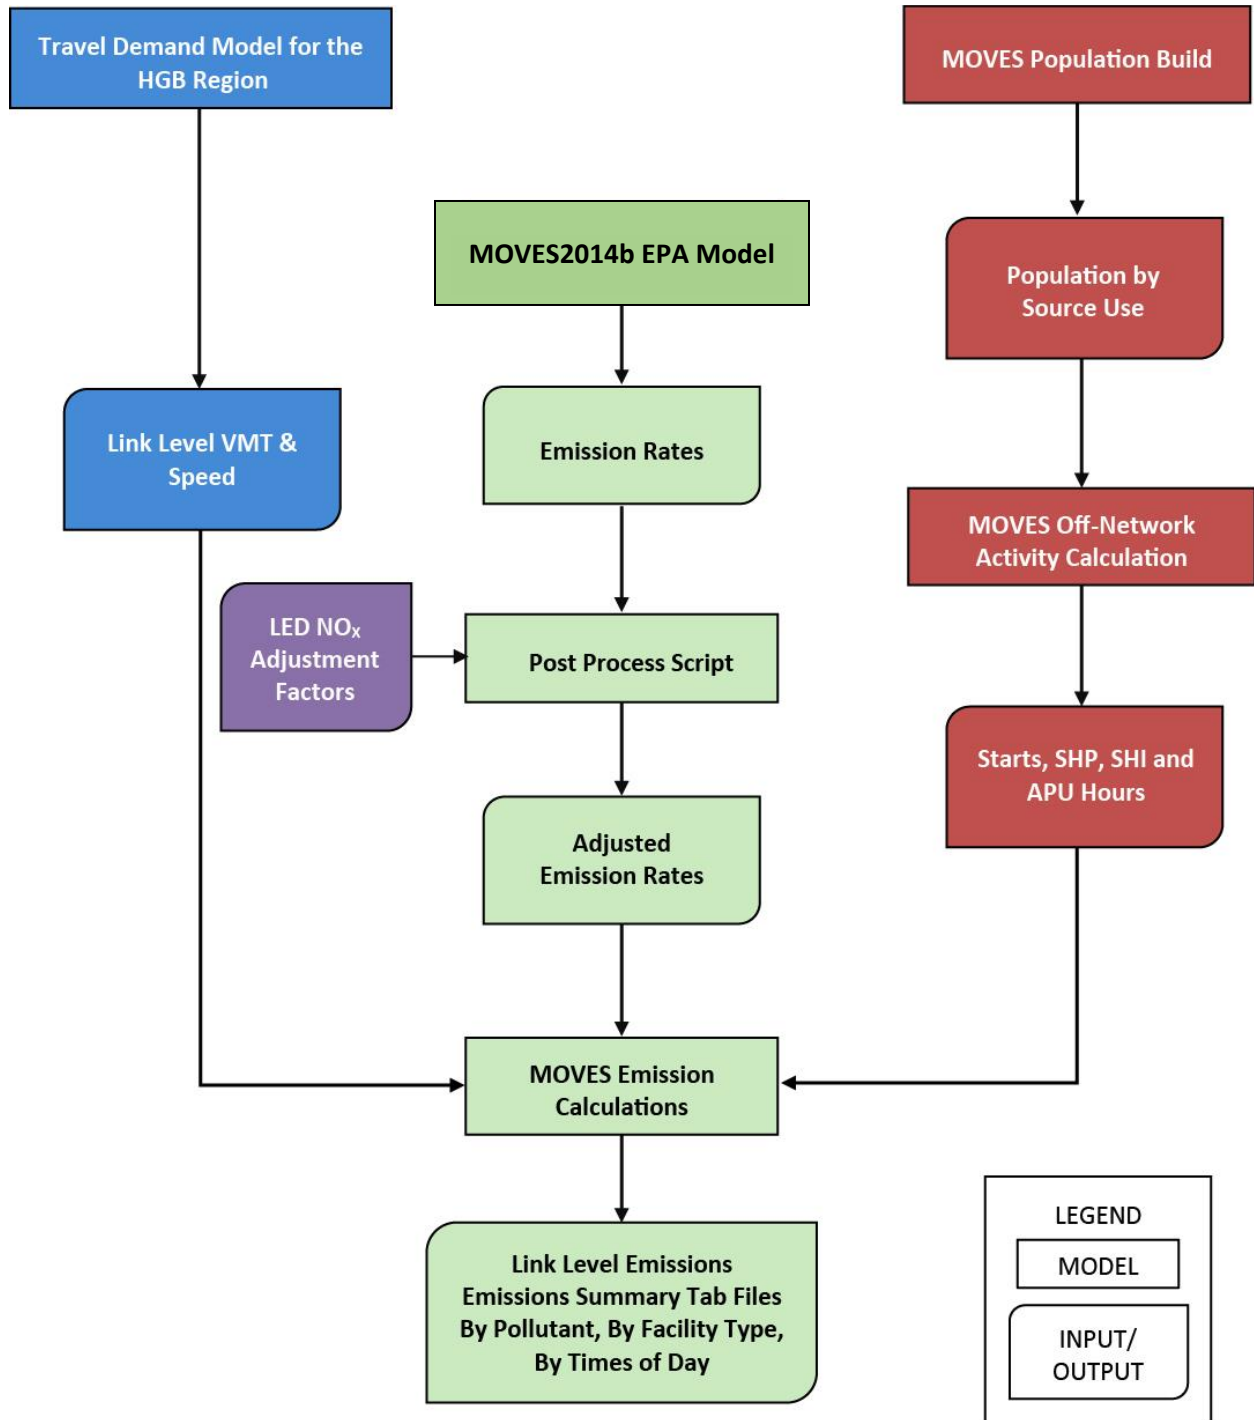 Travel Demand Model for the
HGB Region
MOVES Population Build
MOVES2014b EPA Model
Population by
Source Use
Link Level VMT &
Speed
Emission Rates
MOVES Off-Network
Activity Calculation
LED NOₓ
Adjustment
Factors
Post Process Script
Starts, SHP, SHI and
APU Hours
Adjusted
Emission Rates
MOVES Emission
Calculations
Link Level Emissions
Emissions Summary Tab Files
By Pollutant, By Facility Type,
By Times of Day
LEGEND
MODEL
INPUT/
OUTPUT